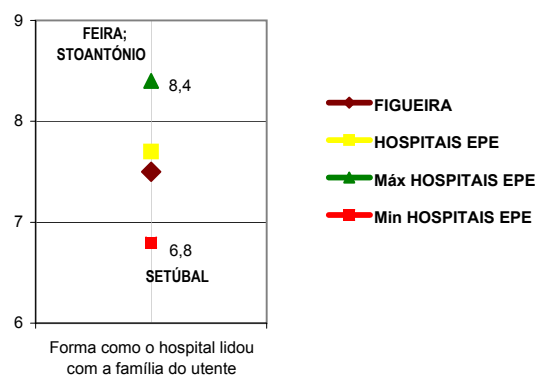 9
FEIRA;
STOANTÓNIO
8,4
8
7
6,8
SETÚBAL
6
Forma como o hospital lidou
com a família do utente
FIGUEIRA
HOSPITAIS EPE
Máx HOSPITAIS EPE
Min HOSPITAIS EPE